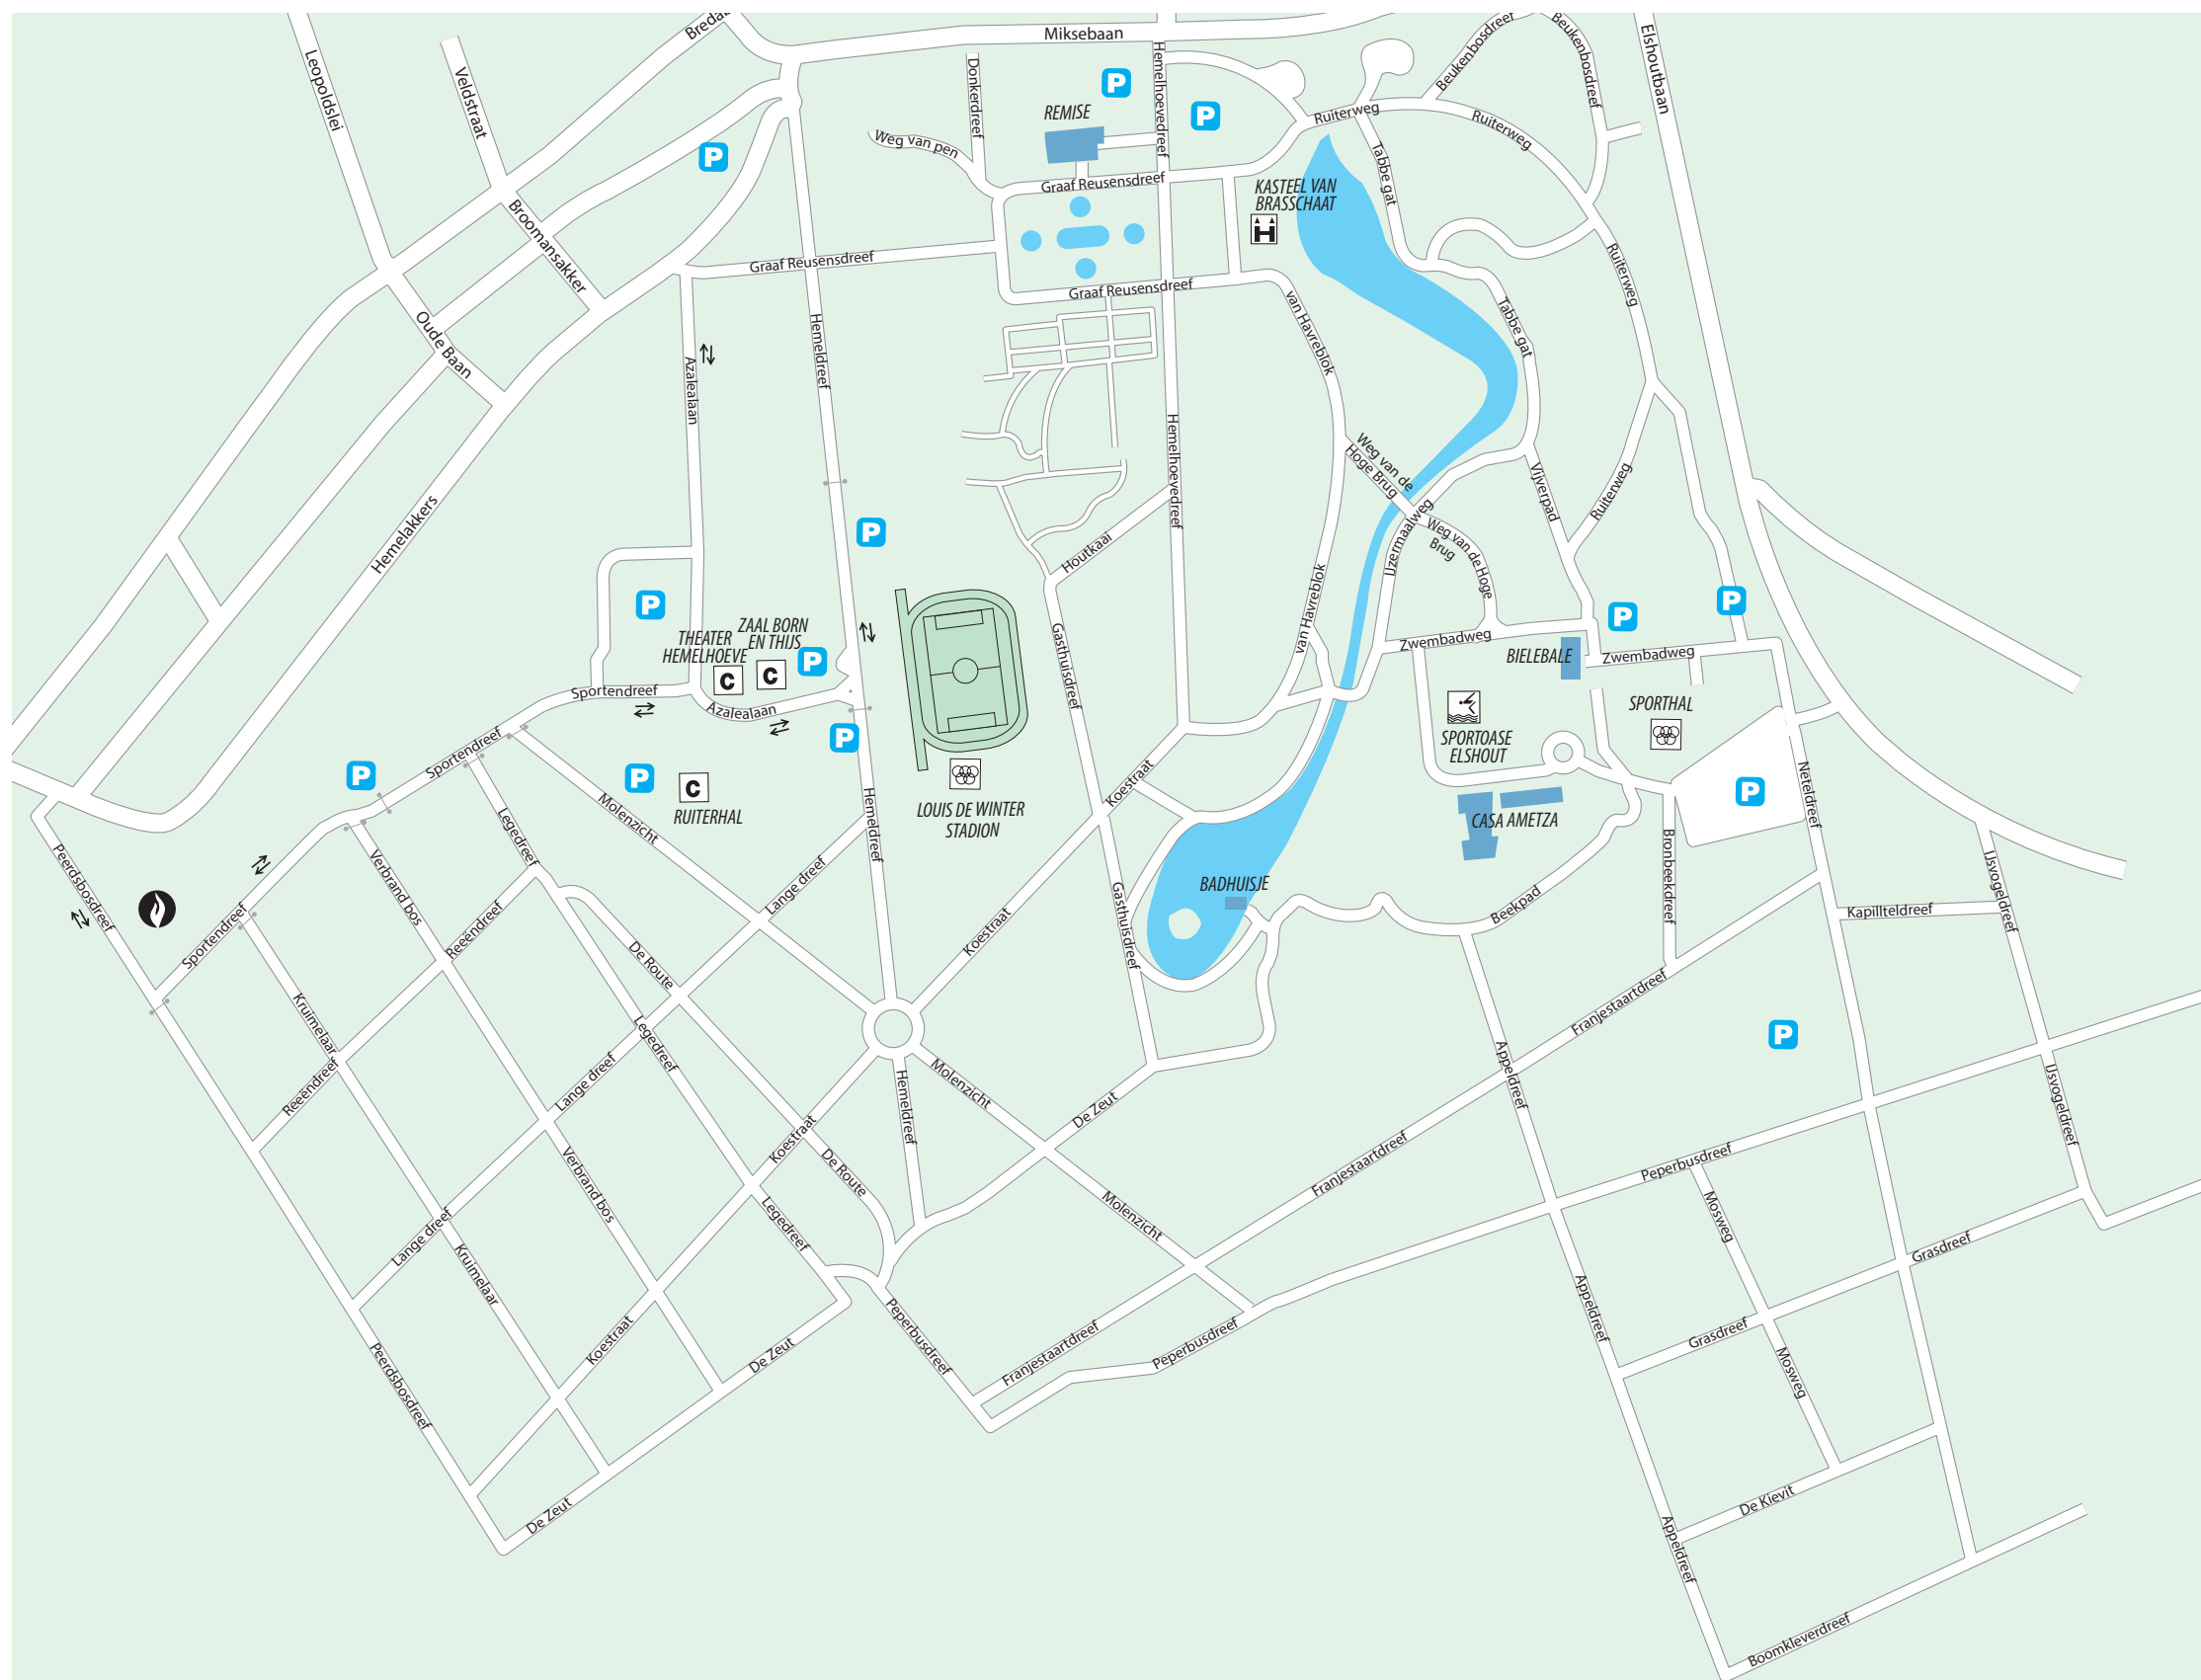 Leopoldslei
Veldstraat
Miksebaan
Donkerdreef
Hemelhoevedreef
Beukenbosdreef
Beukenbosdreef
Elshoutbaan
P
P
REMISE
Ruiterweg
Ruiterweg
Weg van pen
P
Tabbe gat
Graaf Reusensdreef
KASTEEL VAN
BRASSCHAAT
H
Broomansakker
Graaf Reusensdreef
Graaf Reusensdreef
Ruiterweg
van Havreblok
Tabbe gat
Oude Baan
Hemeldreef
Azalealaan
Hemelhoevedreef
Weg van de
Hoge Brug
Vijverpad
Ruiterweg
Hemelakkers
P
Houtkaai
IJzermaalweg
Weg van de Hoge
Brug
P
P
P
van Havreblok
ZAAL BORN
EN THIJS
THEATER
HEMELHOEVE
P
C
C
Gasthuisdreef
Zwembadweg
BIELEBALE
Zwembadweg
Sportendreef
Azalealaan
SPORTHAL
SPORTOASE
ELSHOUT
Sportendreef
P
P
P
C
RUITERHAL
LOUIS DE WINTER
STADION
Koestraat
Neteldreef
P
CASA AMETZA
Molenzicht
Legedreef
Hemeldreef
Bronbeekdreef
Peerdsbosdreef
Verbrand bos
Lange dreef
BADHUISJE
Beekpad
IJsvogeldreef
Kapillteldreef
Sportendreef
Reeëndreef
De Route
Koestraat
Gasthuisdreef
Franjestaartdreef
Kruimelaar
Legedreef
P
Reeëndreef
Lange dreef
Molenzicht
Hemeldreef
De Zeut
Appeldreef
IJsvogeldreef
Koestraat
De Route
Franjestaartdreef
Peperbusdreef
Verbrand bos
Legedreef
Molenzicht
Mosweg
Lange dreef
Kruimelaar
Grasdreef
Koestraat
De Zeut
Peperbusdreef
Franjestaartdreef
Peperbusdreef
Appeldreef
Grasdreef
Mosweg
Peerdsbosdreef
De Zeut
De Kievit
Appeldreef
Boomkleverdreef